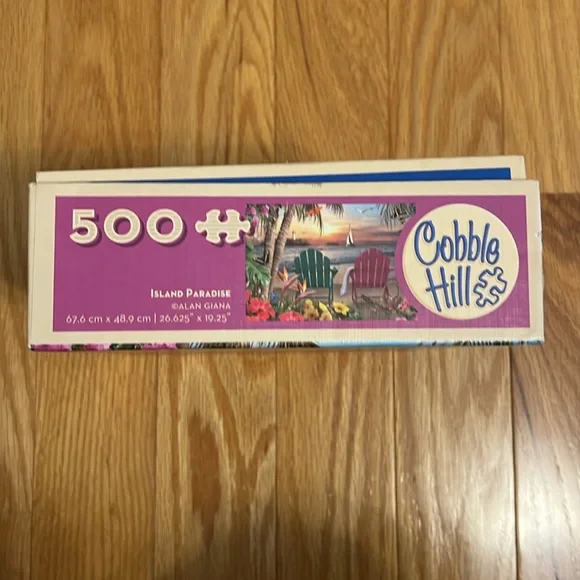 500
ISLAND PARADISE
©ALAN GIANA
67.6 cm x 48.9 cm | 26.625" x 19.25"
Cobble
Hill